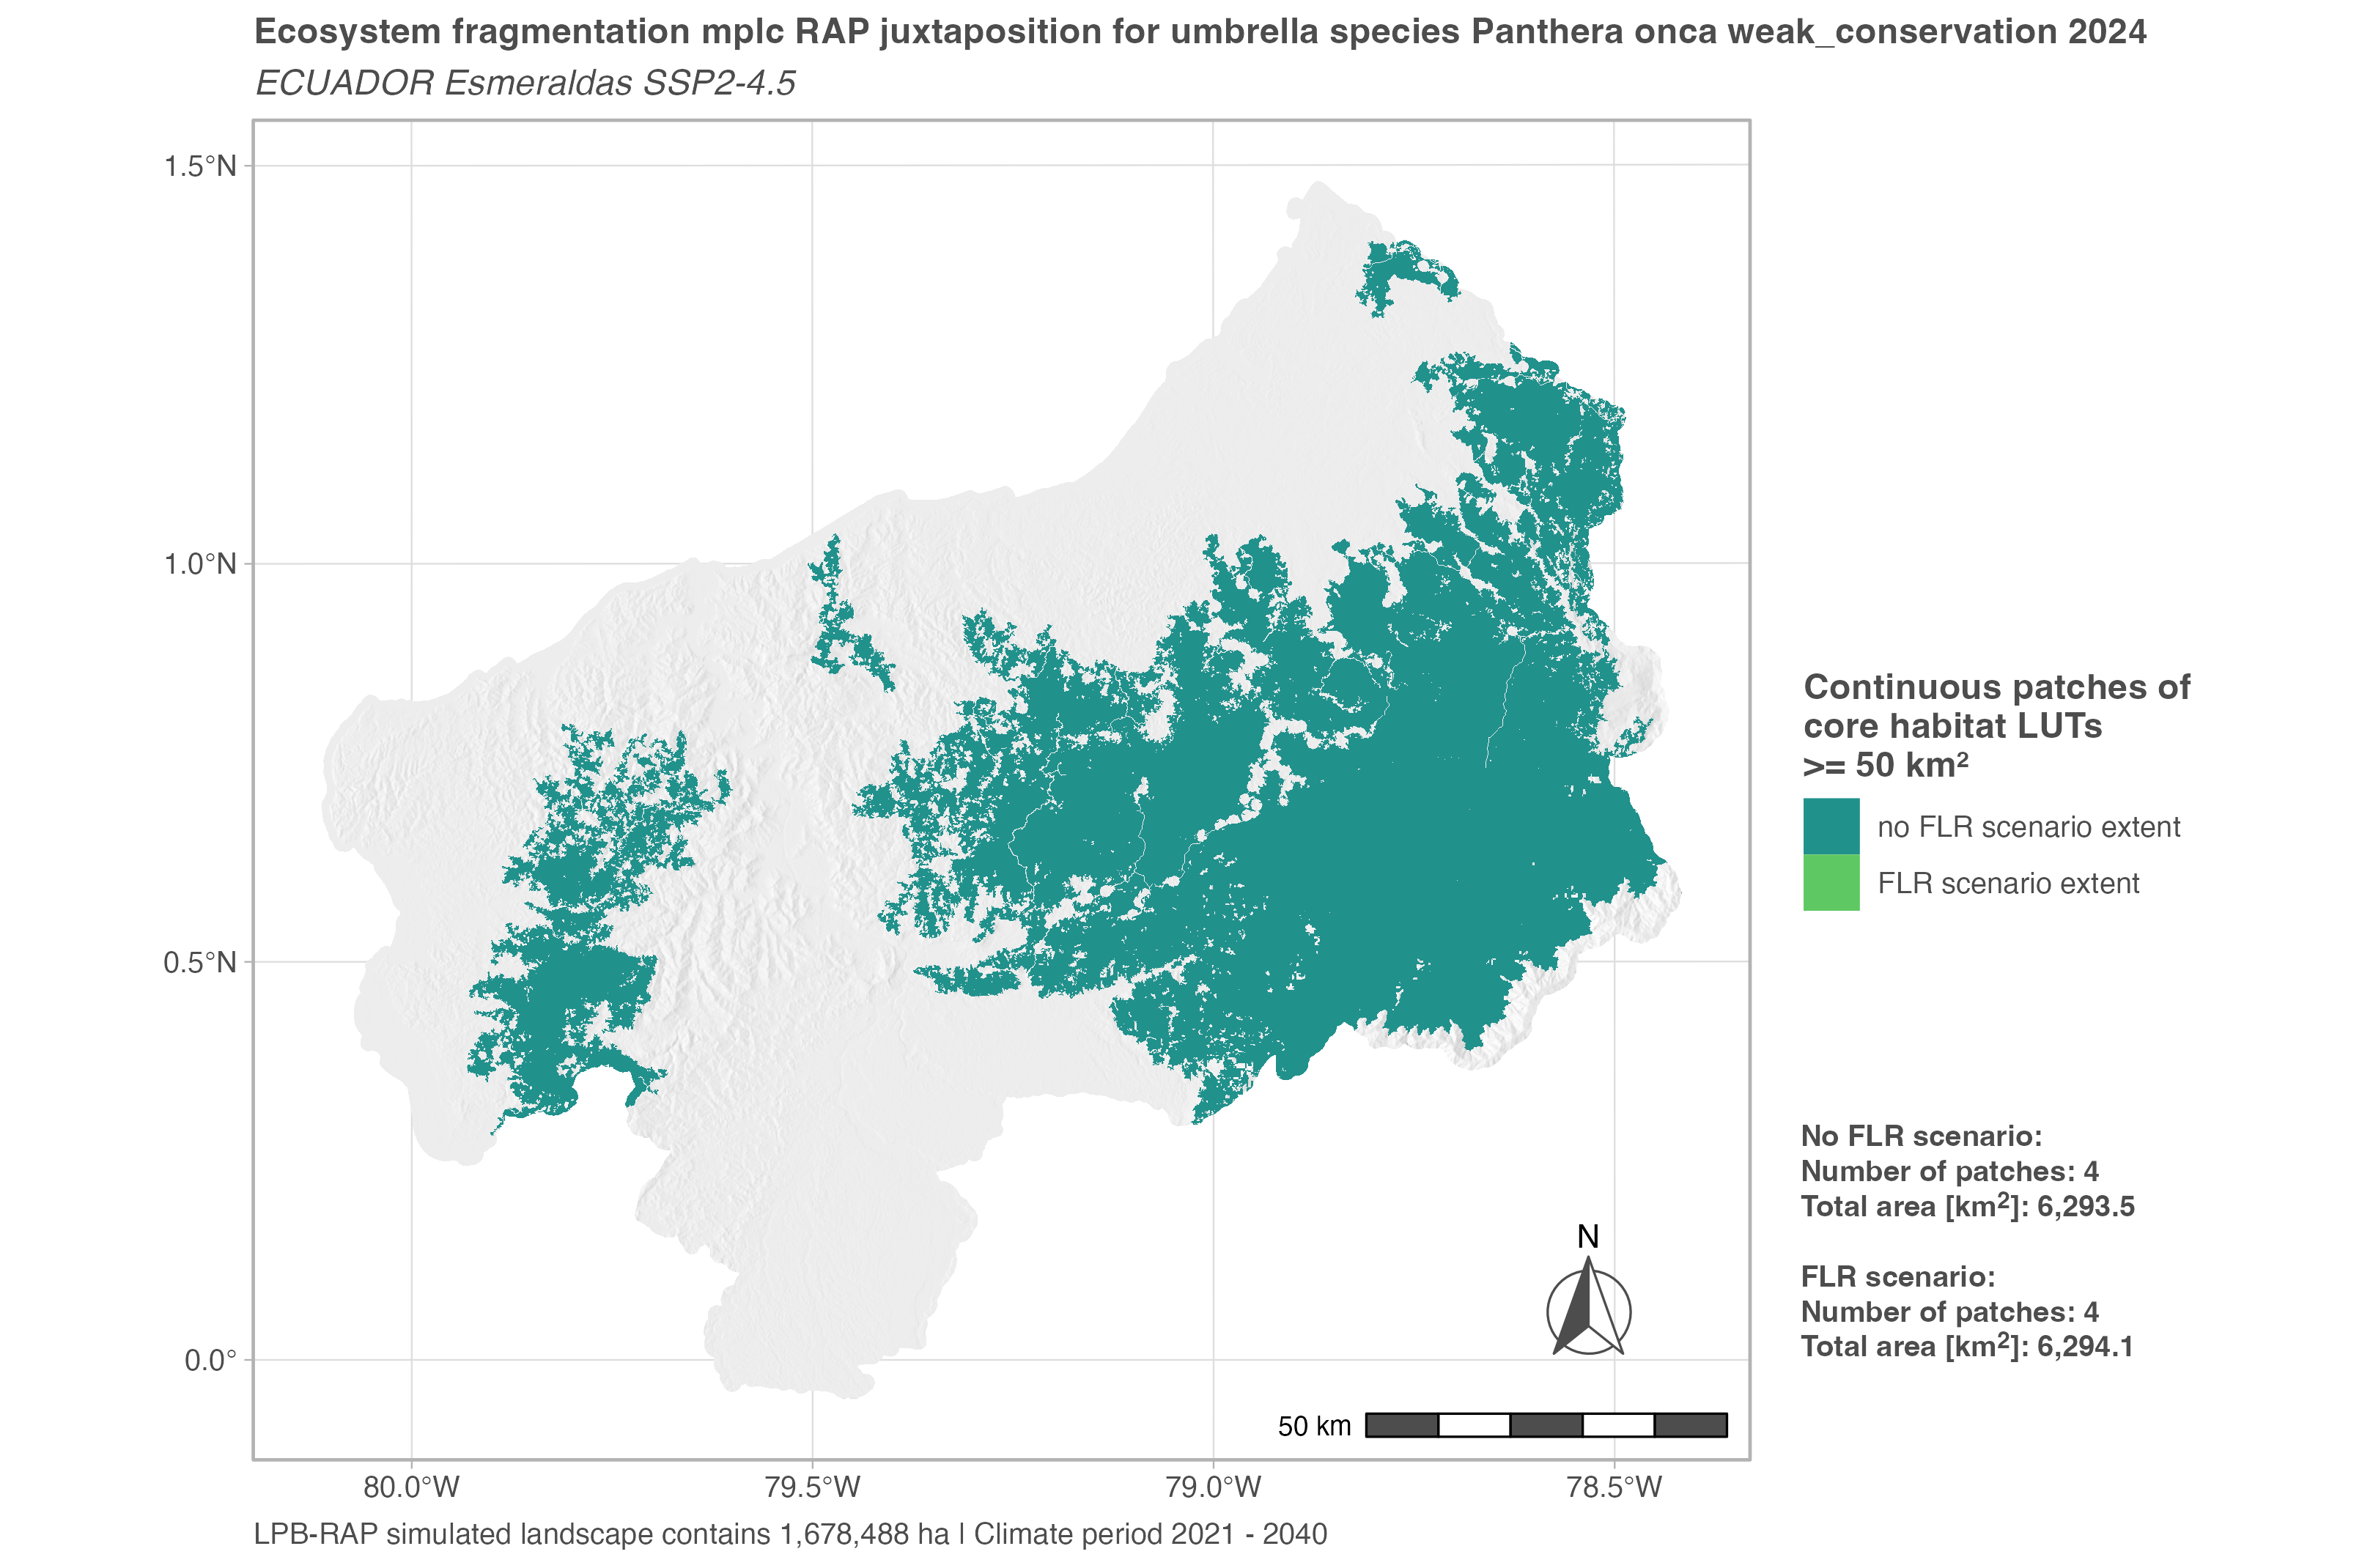 Ecosystem fragmentation mplc RAP juxtaposition for umbrella species Panthera onca weak_conservation 2024
ECUADOR Esmeraldas SSP2-4.5
1.5°N
1.0°N
0.5°N
0.0°
80.0°W
79.5°W
79.0°W
78.5°W
N
50 km
Continuous patches of
core habitat LUTs
>= 50 km²
no FLR scenario extent
FLR scenario extent
No FLR scenario:
Number of patches: 4
Total area [km²]: 6,293.5
FLR scenario:
Number of patches: 4
Total area [km²]: 6,294.1
LPB-RAP simulated landscape contains 1,678,488 ha | Climate period 2021 - 2040